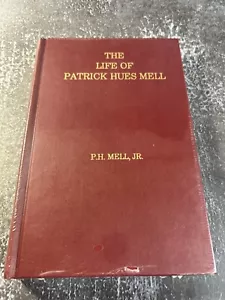 THE
LIFE OF
PATRICK HUES MELL
P.H. MELL, JR.